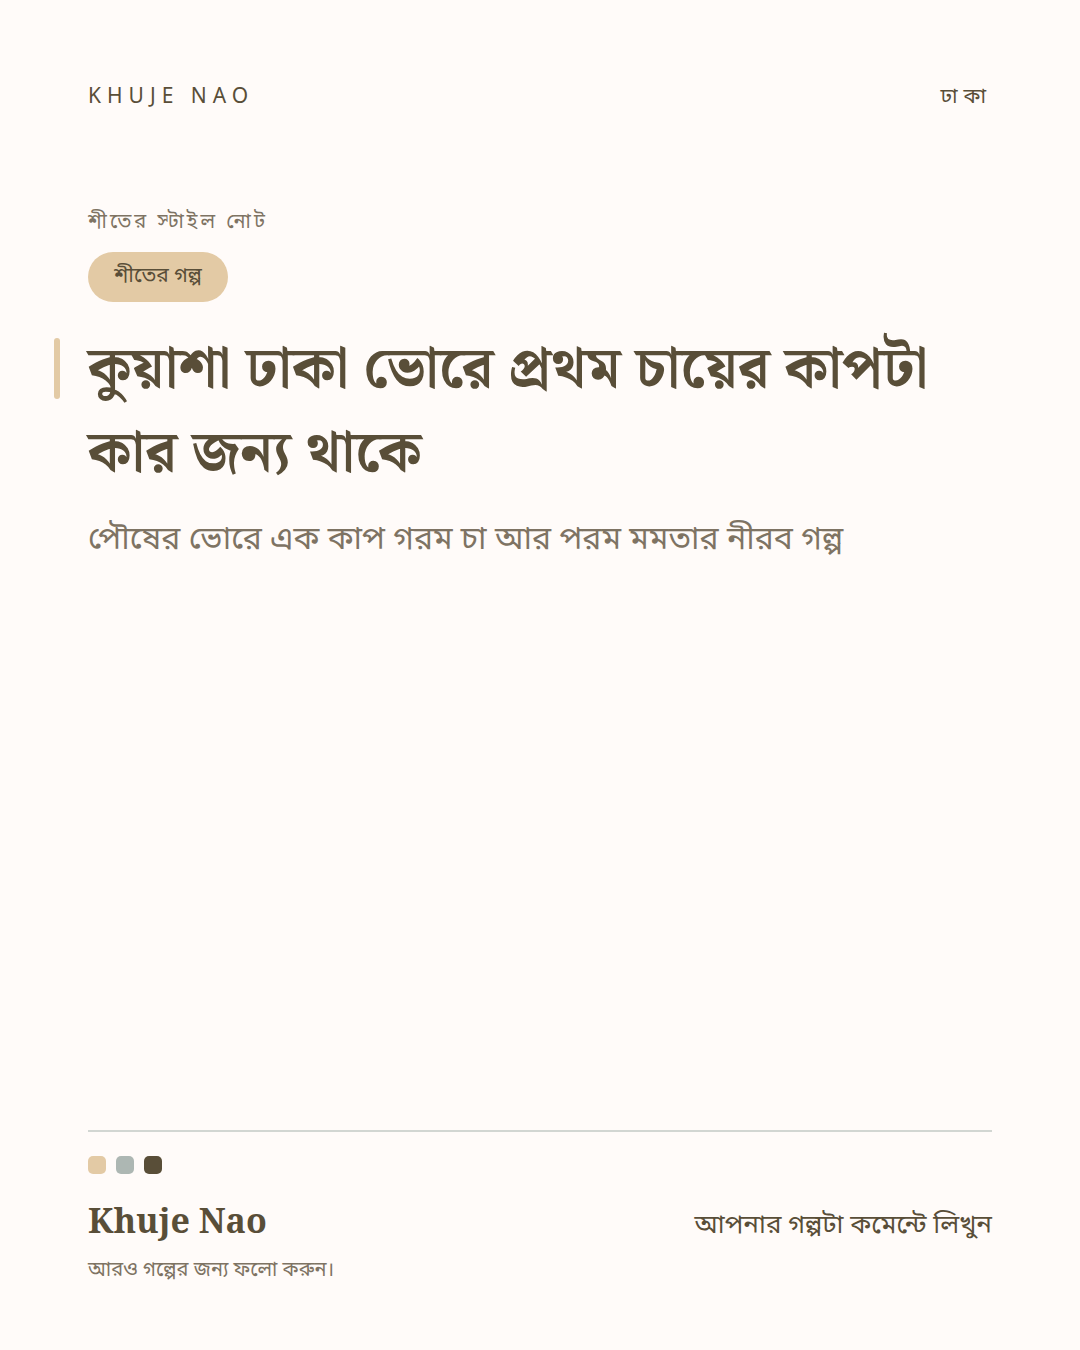 KHUJE NAO
ঢাকা
শীতের স্টাইল নোট
শীতের গল্প
কুয়াশা ঢাকা ভোরে প্রথম চায়ের কাপটা
কার জন্য থাকে
পৌষের ভোরে এক কাপ গরম চা আর পরম মমতার নীরব গল্প
Khuje Nao
আপনার গল্পটা কমেন্টে লিখুন
আরও গল্পের জন্য ফলো করুন।